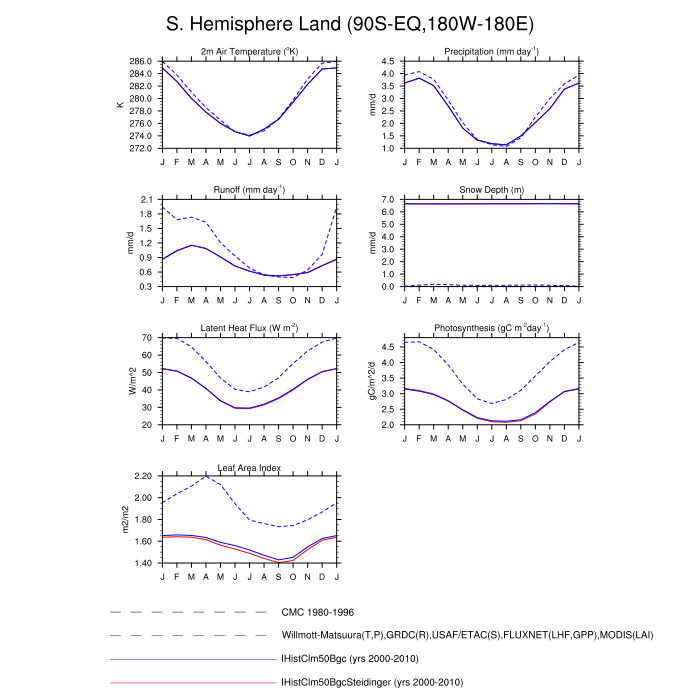 S. Hemisphere Land (90S-EQ,180W-180E)
2m Air Temperature (°K)
Precipitation (mm day⁻¹)
286.0
284.0
282.0
280.0
278.0
276.0
274.0
272.0
K
J F M A M J J A S O N D J
4.5
4.0
3.5
3.0
2.5
2.0
1.5
1.0
mm/d
J F M A M J J A S O N D J
Runoff (mm day⁻¹)
Snow Depth (m)
2.1
1.8
1.5
1.2
0.9
0.6
0.3
mm/d
J F M A M J J A S O N D J
7.0
6.0
5.0
4.0
3.0
2.0
1.0
0.0
mm/d
J F M A M J J A S O N D J
Latent Heat Flux (W m⁻²)
Photosynthesis (gC m⁻²day⁻¹)
70
60
50
40
30
20
W/m^2
J F M A M J J A S O N D J
4.5
4.0
3.5
3.0
2.5
2.0
gC/m^2/d
J F M A M J J A S O N D J
Leaf Area Index
2.20
2.00
1.80
1.60
1.40
m2/m2
J F M A M J J A S O N D J
CMC 1980-1996
Willmott-Matsuura(T,P),GRDC(R),USAF/ETAC(S),FLUXNET(LHF,GPP),MODIS(LAI)
IHistClm50Bgc (yrs 2000-2010)
IHistClm50BgcSteidinger (yrs 2000-2010)